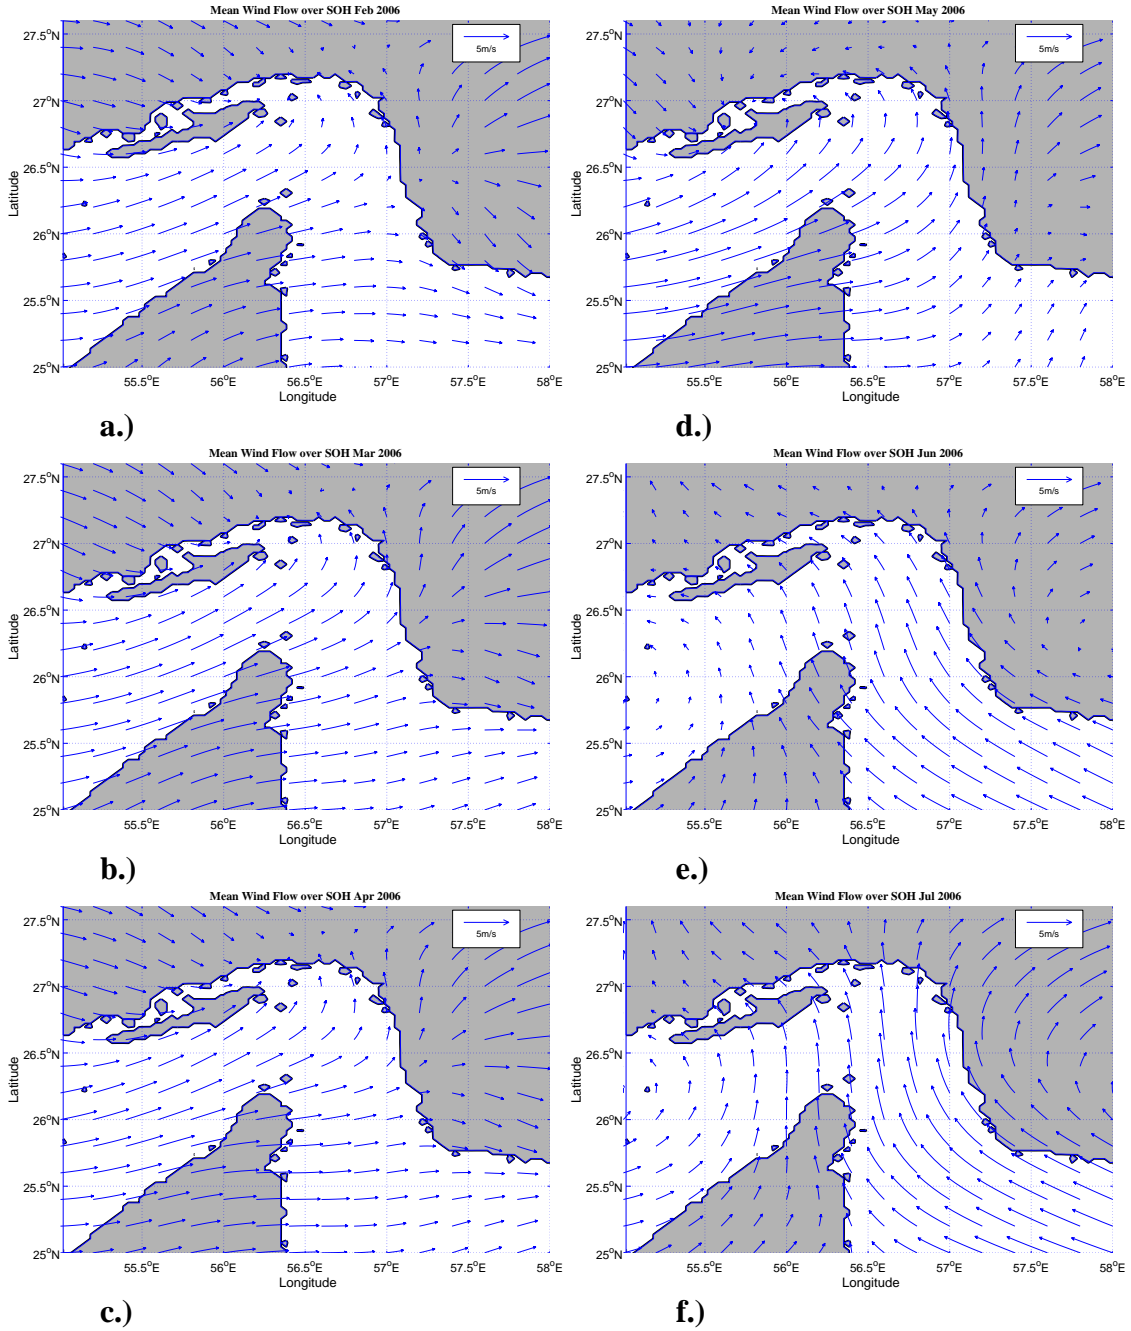 Mean Wind Flow over SOH Feb 2006
5m/s
27.5°N
27°N
26.5°N
26°N
25.5°N
25°N
Latitude
55.5°E 56°E 56.5°E 57°E 57.5°E 58°E
Longitude
a.)
Mean Wind Flow over SOH May 2006
5m/s
27.5°N
27°N
26.5°N
26°N
25.5°N
25°N
Latitude
55.5°E 56°E 56.5°E 57°E 57.5°E 58°E
Longitude
d.)
Mean Wind Flow over SOH Mar 2006
5m/s
27.5°N
27°N
26.5°N
26°N
25.5°N
25°N
Latitude
55.5°E 56°E 56.5°E 57°E 57.5°E 58°E
Longitude
b.)
Mean Wind Flow over SOH Jun 2006
5m/s
27.5°N
27°N
26.5°N
26°N
25.5°N
25°N
Latitude
55.5°E 56°E 56.5°E 57°E 57.5°E 58°E
Longitude
e.)
Mean Wind Flow over SOH Apr 2006
5m/s
27.5°N
27°N
26.5°N
26°N
25.5°N
25°N
Latitude
55.5°E 56°E 56.5°E 57°E 57.5°E 58°E
Longitude
c.)
Mean Wind Flow over SOH Jul 2006
5m/s
27.5°N
27°N
26.5°N
26°N
25.5°N
25°N
Latitude
55.5°E 56°E 56.5°E 57°E 57.5°E 58°E
Longitude
f.)